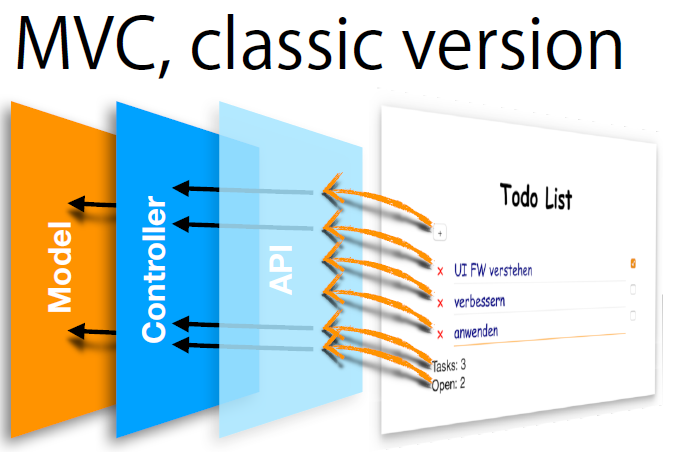 MVC, classic version
Model
Controller
API
Todo List
+
× UI FW verstehen
× verbessern
× anwenden
Tasks: 3
Open: 2